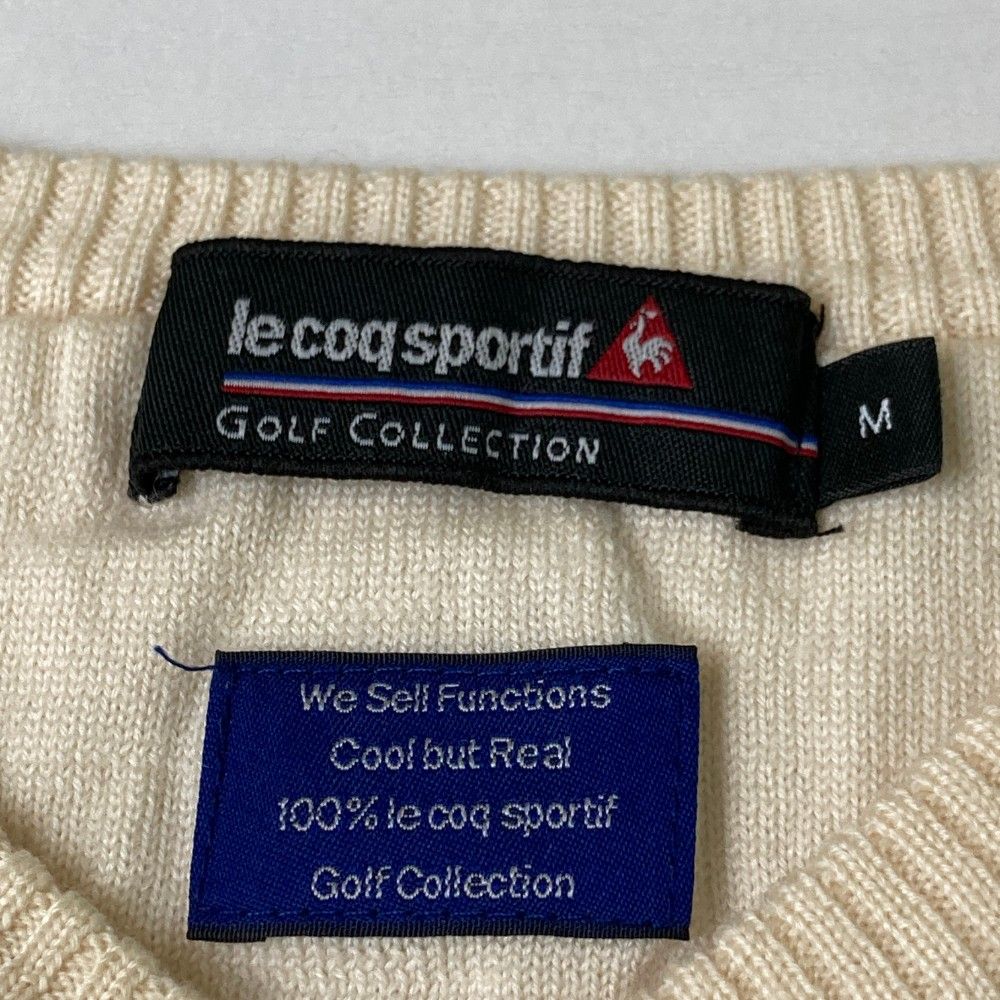 le coq sportif
GOLF COLLECTION
M
We Sell Functions
Cool but Real
100% le coq sportif
Golf Collection